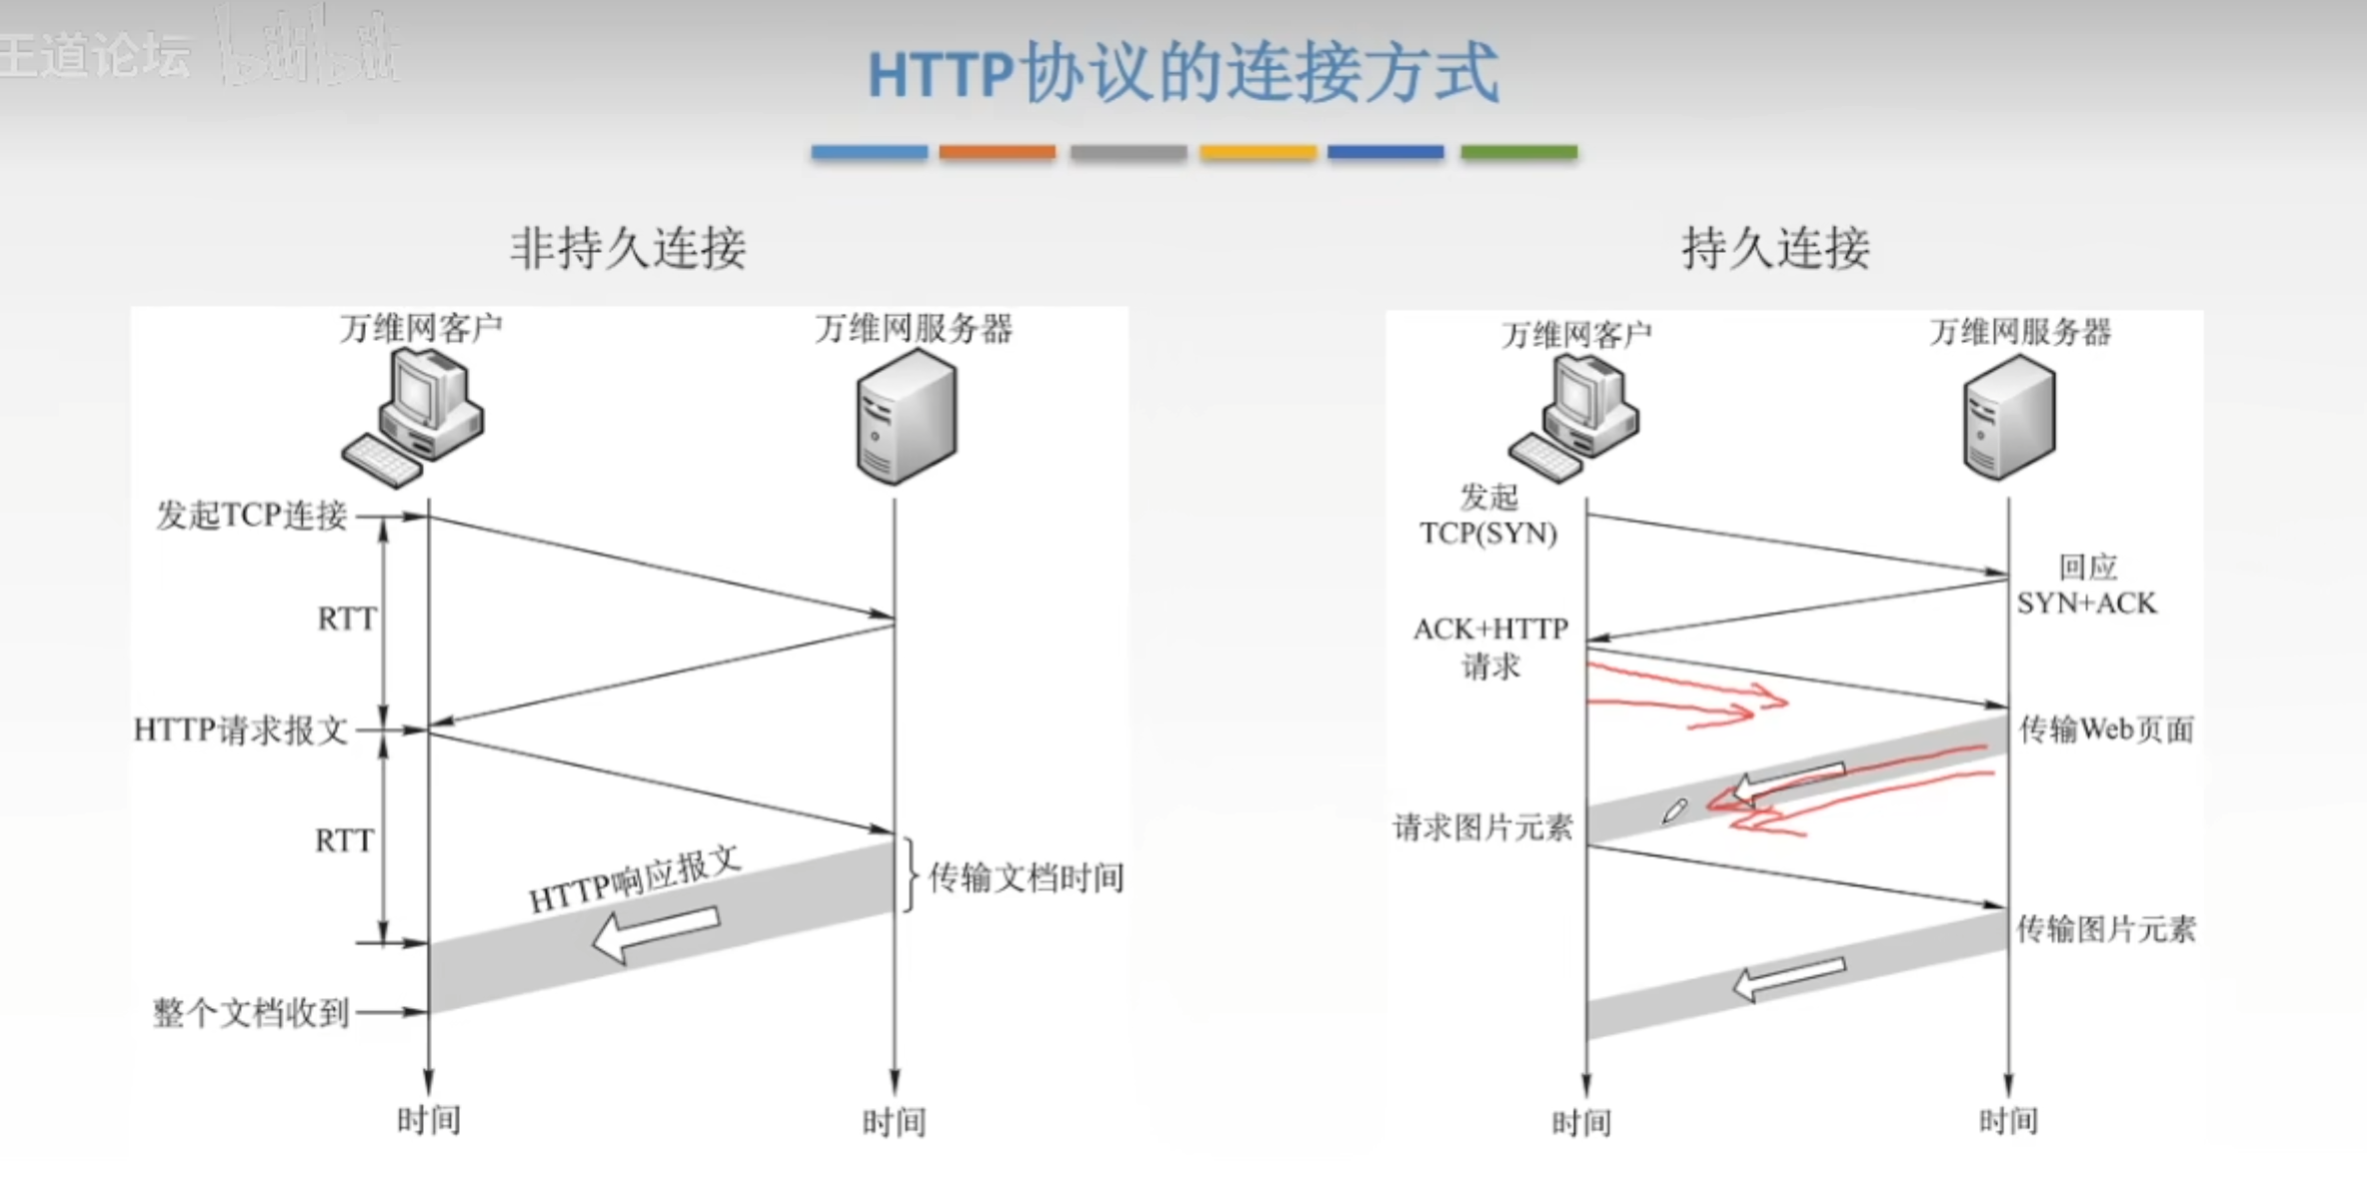 王道论坛 bilibili
HTTP协议的连接方式
非持久连接
万维网客户
万维网服务器
发起TCP连接
RTT
HTTP请求报文
RTT
HTTP响应报文
传输文档时间
整个文档收到
时间
时间
持久连接
万维网客户
万维网服务器
发起
TCP(SYN)
回应
SYN+ACK
ACK+HTTP
请求
传输Web页面
请求图片元素
传输图片元素
时间
时间